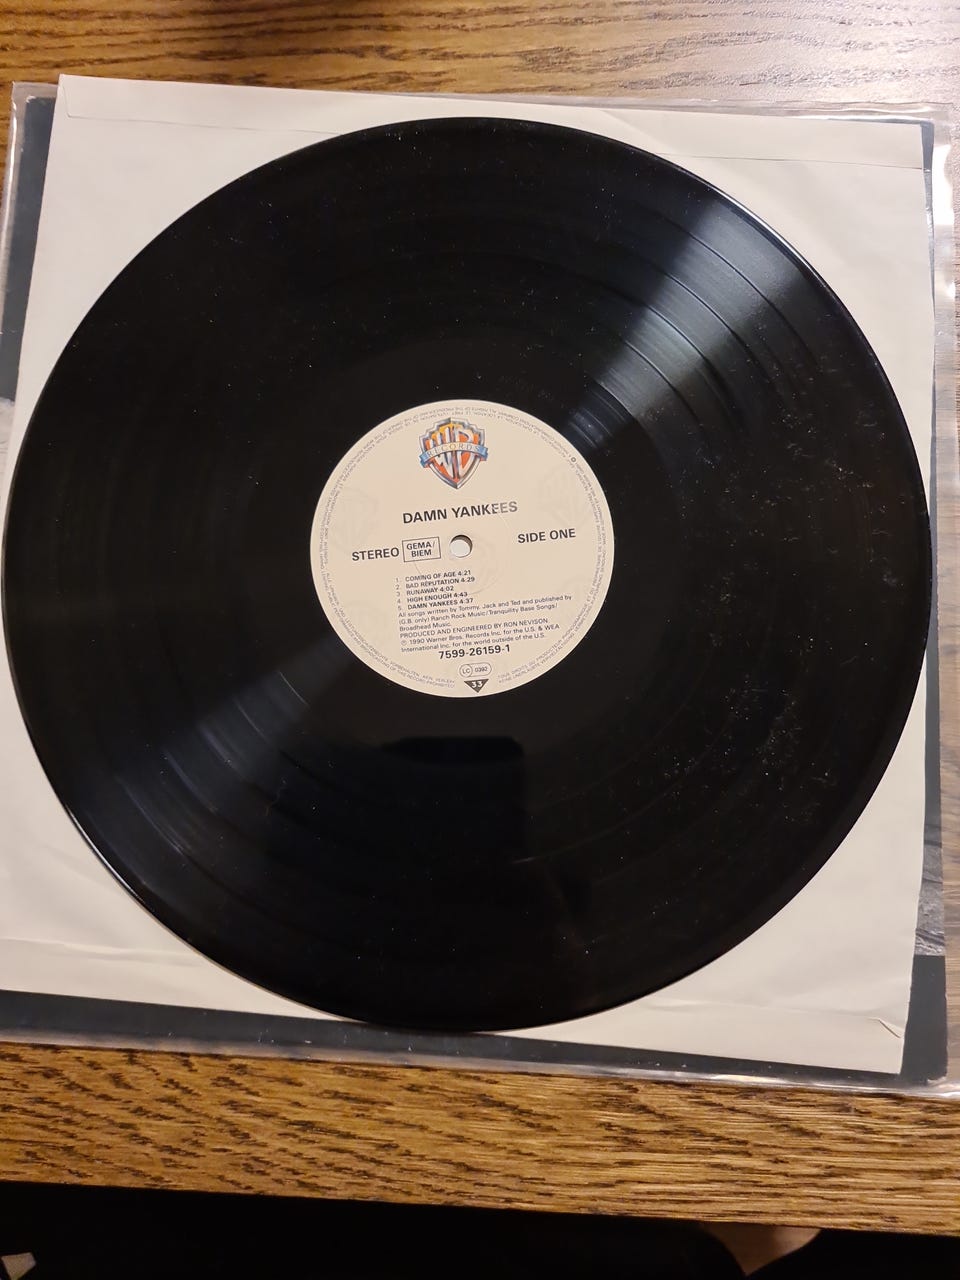 RECORDS
DAMN YANKEES
STEREO
GEMA/
BIEM
SIDE ONE
1. COMING OF AGE 4:21
2. BAD REPUTATION 4:29
3. RUNAWAY 4:02
4. HIGH ENOUGH 4:43
5. DAMN YANKEES 4:37
All songs written by Tommy, Jack and Ted and published by
(G.B. only) Ranch Rock Music/Tranquility Base Songs/
Broadhead Music.
PRODUCED AND ENGINEERED BY RON NEVISON.
℗ 1990 Warner Bros. Records Inc. for the U.S. & WEA
International Inc. for the world outside of the U.S.
7599-26159-1
LC 0392
33